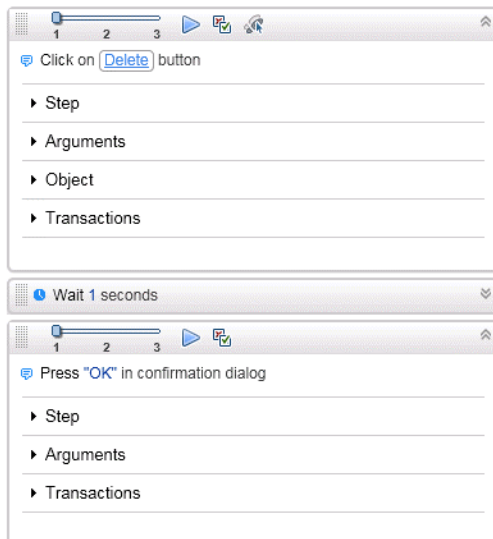 1 2 3
Click on Delete button
Step
Arguments
Object
Transactions
Wait 1 seconds
1 2 3
Press "OK" in confirmation dialog
Step
Arguments
Transactions